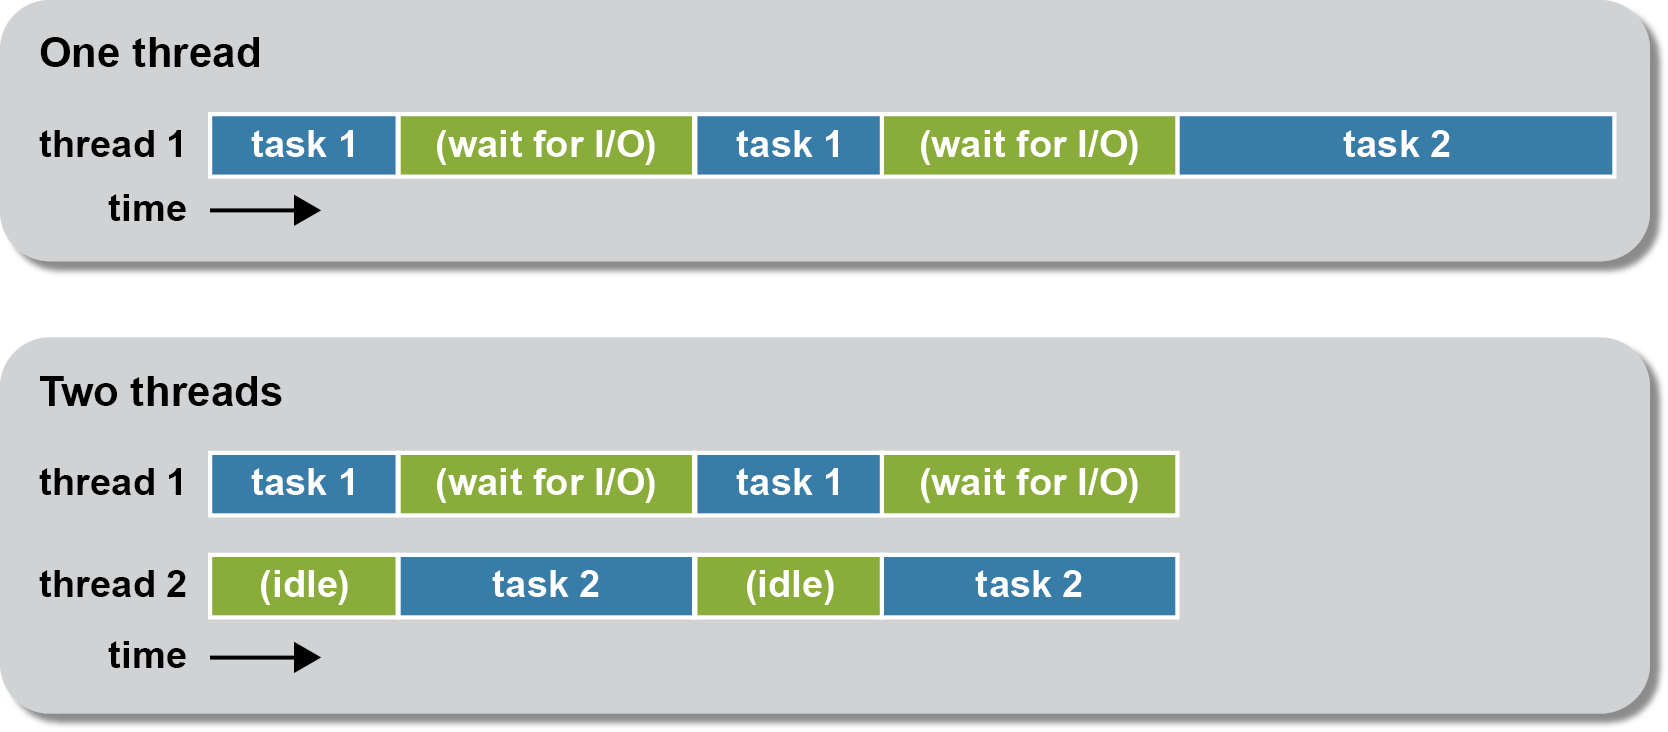 One thread
thread 1 task 1 (wait for I/O) task 1 (wait for I/O) task 2
time
Two threads
thread 1 task 1 (wait for I/O) task 1 (wait for I/O)
thread 2 (idle) task 2 (idle) task 2
time